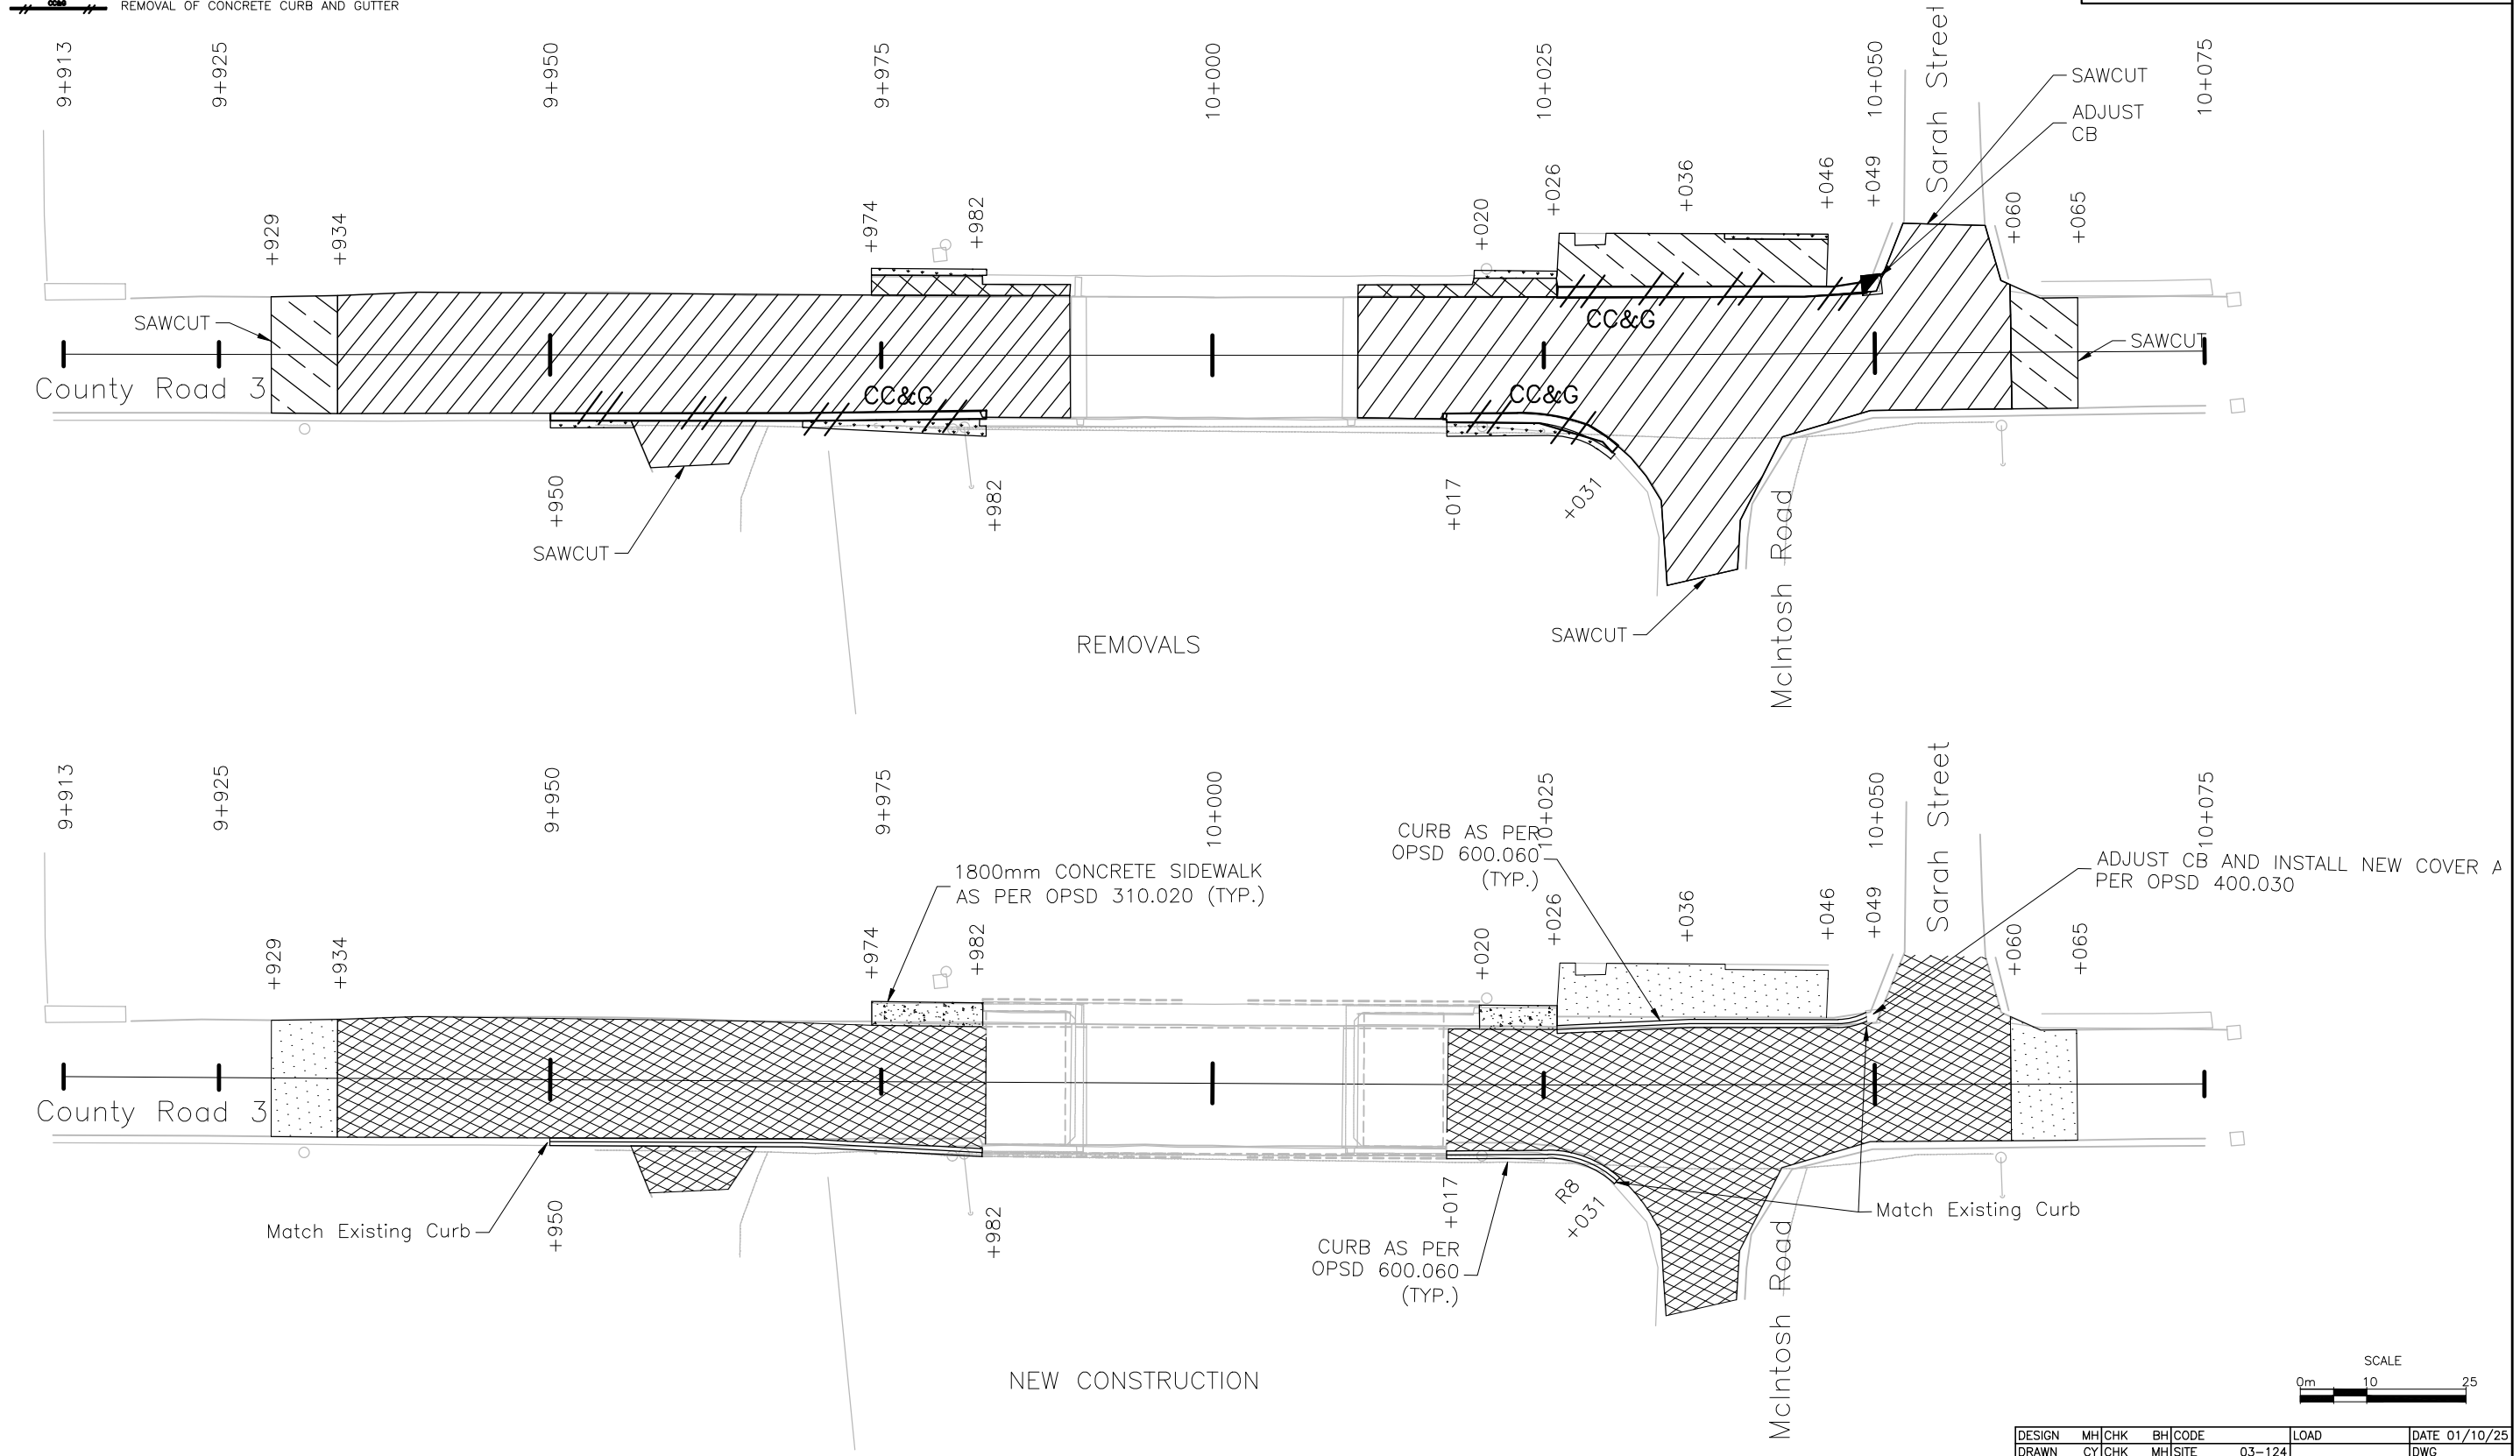 CC&G
REMOVAL OF CONCRETE CURB AND GUTTER
9+913
9+925
9+950
9+975
10+000
10+025
10+050
Sarah Street
10+075
SAWCUT
ADJUST
CB
+929
+934
+974
+982
+020
+026
+036
+046
+049
+060
+065
SAWCUT
CC&G
SAWCUT
County Road 3
CC&G
CC&G
+950
+982
+017
+031
SAWCUT
SAWCUT
McIntosh Road
REMOVALS
9+913
9+925
9+950
9+975
10+000
10+025
10+050
Sarah Street
10+075
CURB AS PER
OPSD 600.060
(TYP.)
1800mm CONCRETE SIDEWALK
AS PER OPSD 310.020 (TYP.)
ADJUST CB AND INSTALL NEW COVER A
PER OPSD 400.030
+929
+934
+974
+982
+020
+026
+036
+046
+049
+060
+065
County Road 3
Match Existing Curb
+950
+982
+017
R8
+031
Match Existing Curb
CURB AS PER
OPSD 600.060
(TYP.)
McIntosh Road
NEW CONSTRUCTION
SCALE
0m 10 25
DESIGN MH CHK BH CODE LOAD DATE 01/10/25
DRAWN CY CHK MH SITE 03-124 DWG